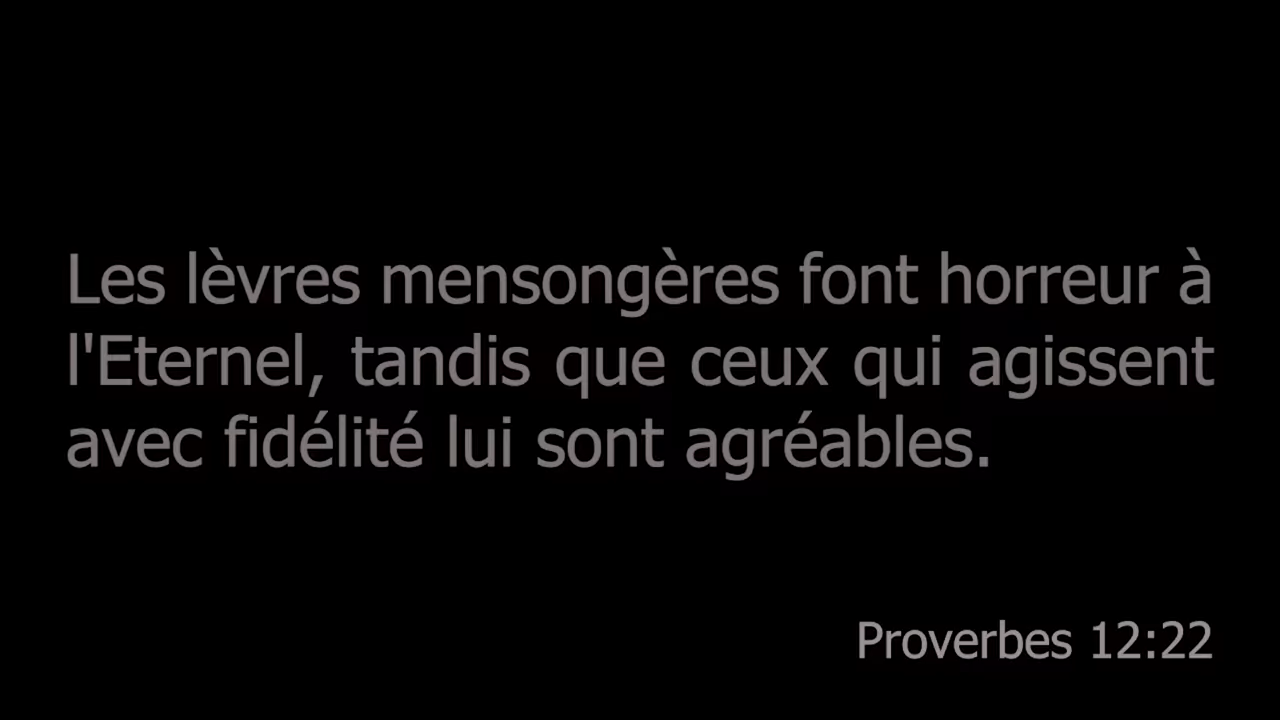 Les lèvres mensongères font horreur à
l'Eternel, tandis que ceux qui agissent
avec fidélité lui sont agréables.
Proverbes 12:22